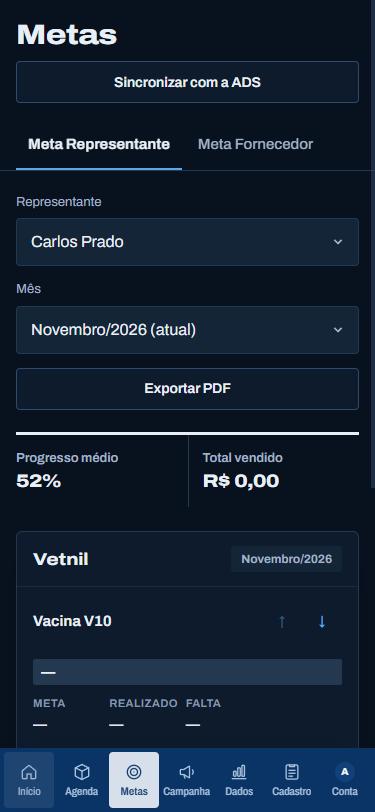 Metas
Sincronizar com a ADS
Meta Representante Meta Fornecedor
Representante
Carlos Prado
Mês
Novembro/2026 (atual)
Exportar PDF
Progresso médio Total vendido
52% R$ 0,00
Vetnil Novembro/2026
Vacina V10 ↑ ↓
—
META REALIZADO FALTA
— — —
Início Agenda Metas Campanha Dados Cadastro A Conta